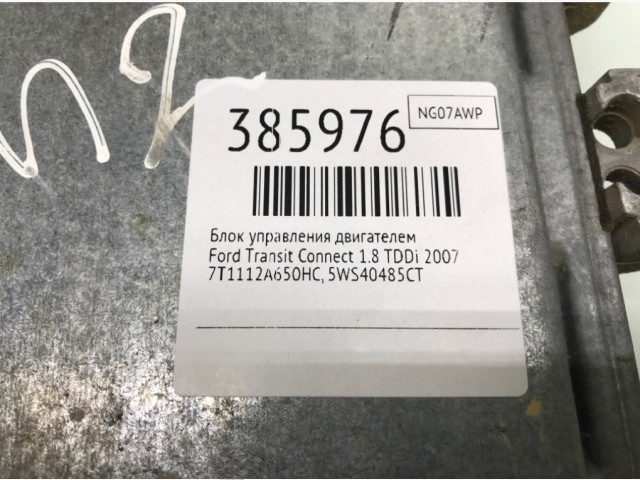 385976
NG07AWP
Блок управления двигателем
Ford Transit Connect 1.8 TDDi 2007
7T1112A650HC, 5WS40485CT